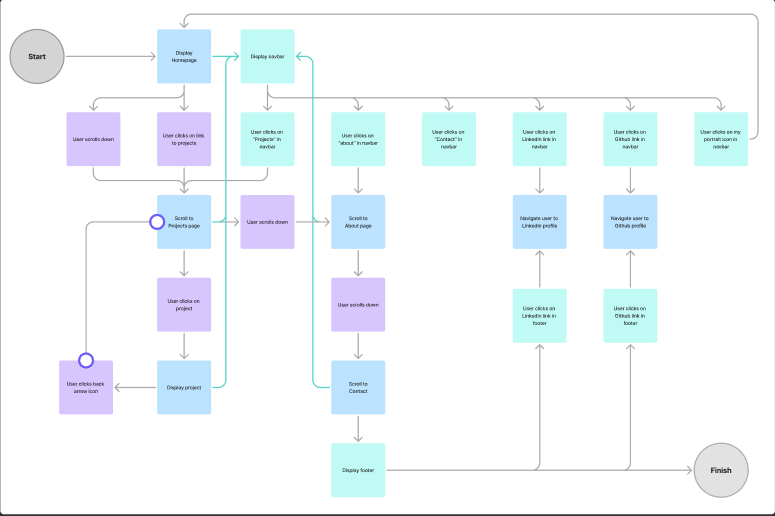 Start
Display
Homepage
Display navbar
User scrolls down
User clicks on link
to projects
User clicks on
"Projects" in
navbar
User clicks on
"about" in navbar
User clicks on
"Contact" in
navbar
User clicks on
LinkedIn link in
navbar
User clicks on
Github link in
navbar
User clicks on my
portrait icon in
navbar
Scroll to
Projects page
User scrolls down
Scroll to
About page
Navigate user to
LinkedIn profile
Navigate user to
Github profile
User clicks on
project
User scrolls down
User clicks on
LinkedIn link in
footer
User clicks on
Github link in
footer
User clicks back
arrow icon
Display project
Scroll to
Contact
Display footer
Finish